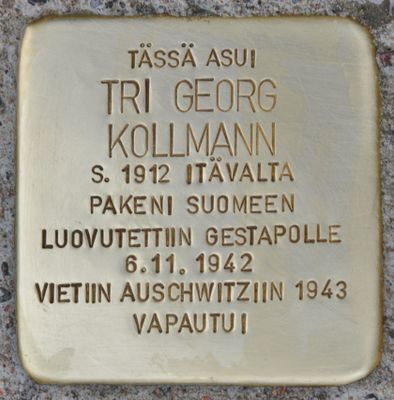 TÄSSÄ ASUI
TRI GEORG
KOLLMANN
S. 1912 ITÄVALTA
PAKENI SUOMEEN
LUOVUTETTIIN GESTAPOLLE
6.11. 1942
VIETIIN AUSCHWITZIIN 1943
VAPAUTUI